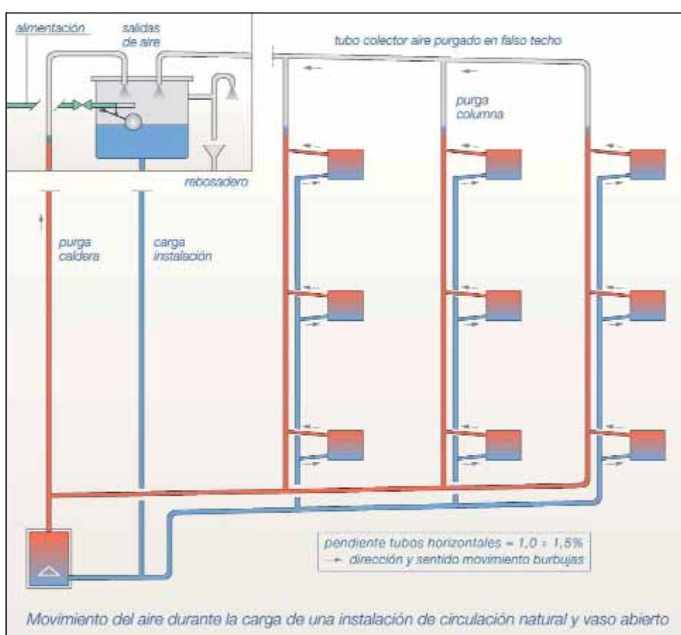 alimentación
salidas
de aire
tubo colector aire purgado en falso techo
purga
columna
rebosadero
purga
caldera
carga
instalación
pendiente tubos horizontales = 1,0 ÷ 1,5%
→ dirección y sentido movimiento burbujas
Movimiento del aire durante la carga de una instalación de circulación natural y vaso abierto